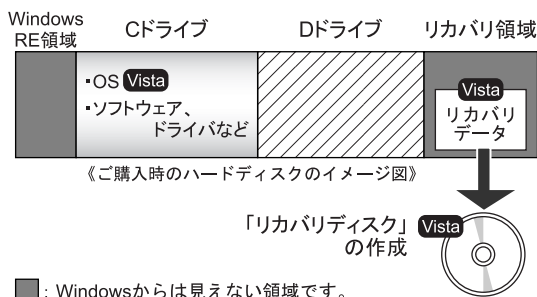 Windows
RE領域
Cドライブ
Dドライブ
リカバリ領域
・OS Vista
・ソフトウェア、
ドライバなど
Vista
リカバリ
データ
《ご購入時のハードディスクのイメージ図》
「リカバリディスク」 Vista
の作成
：Windowsからは見えない領域です。